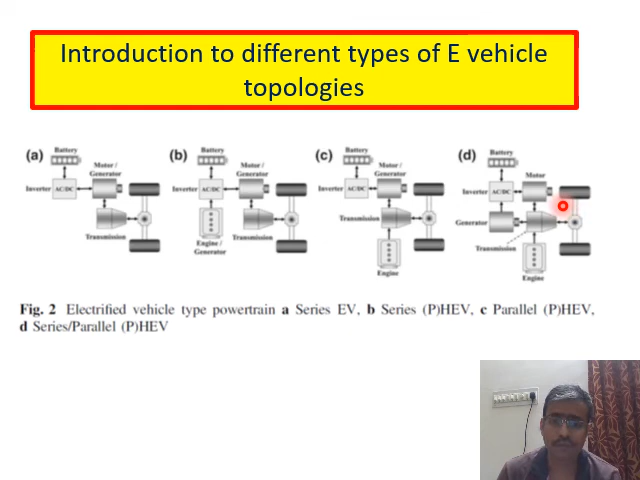 Introduction to different types of E vehicle
topologies
(a)
Battery
Motor /
Generator
Inverter
AC/DC
Transmission
(b)
Battery
Motor /
Generator
Inverter
AC/DC
Engine /
Generator
Transmission
(c)
Battery
Motor /
Generator
Inverter
AC/DC
Transmission
Engine
(d)
Battery
Motor
Inverter
AC/DC
Generator
Transmission
Engine
Fig. 2 Electrified vehicle type powertrain a Series EV, b Series (P)HEV, c Parallel (P)HEV,
d Series/Parallel (P)HEV